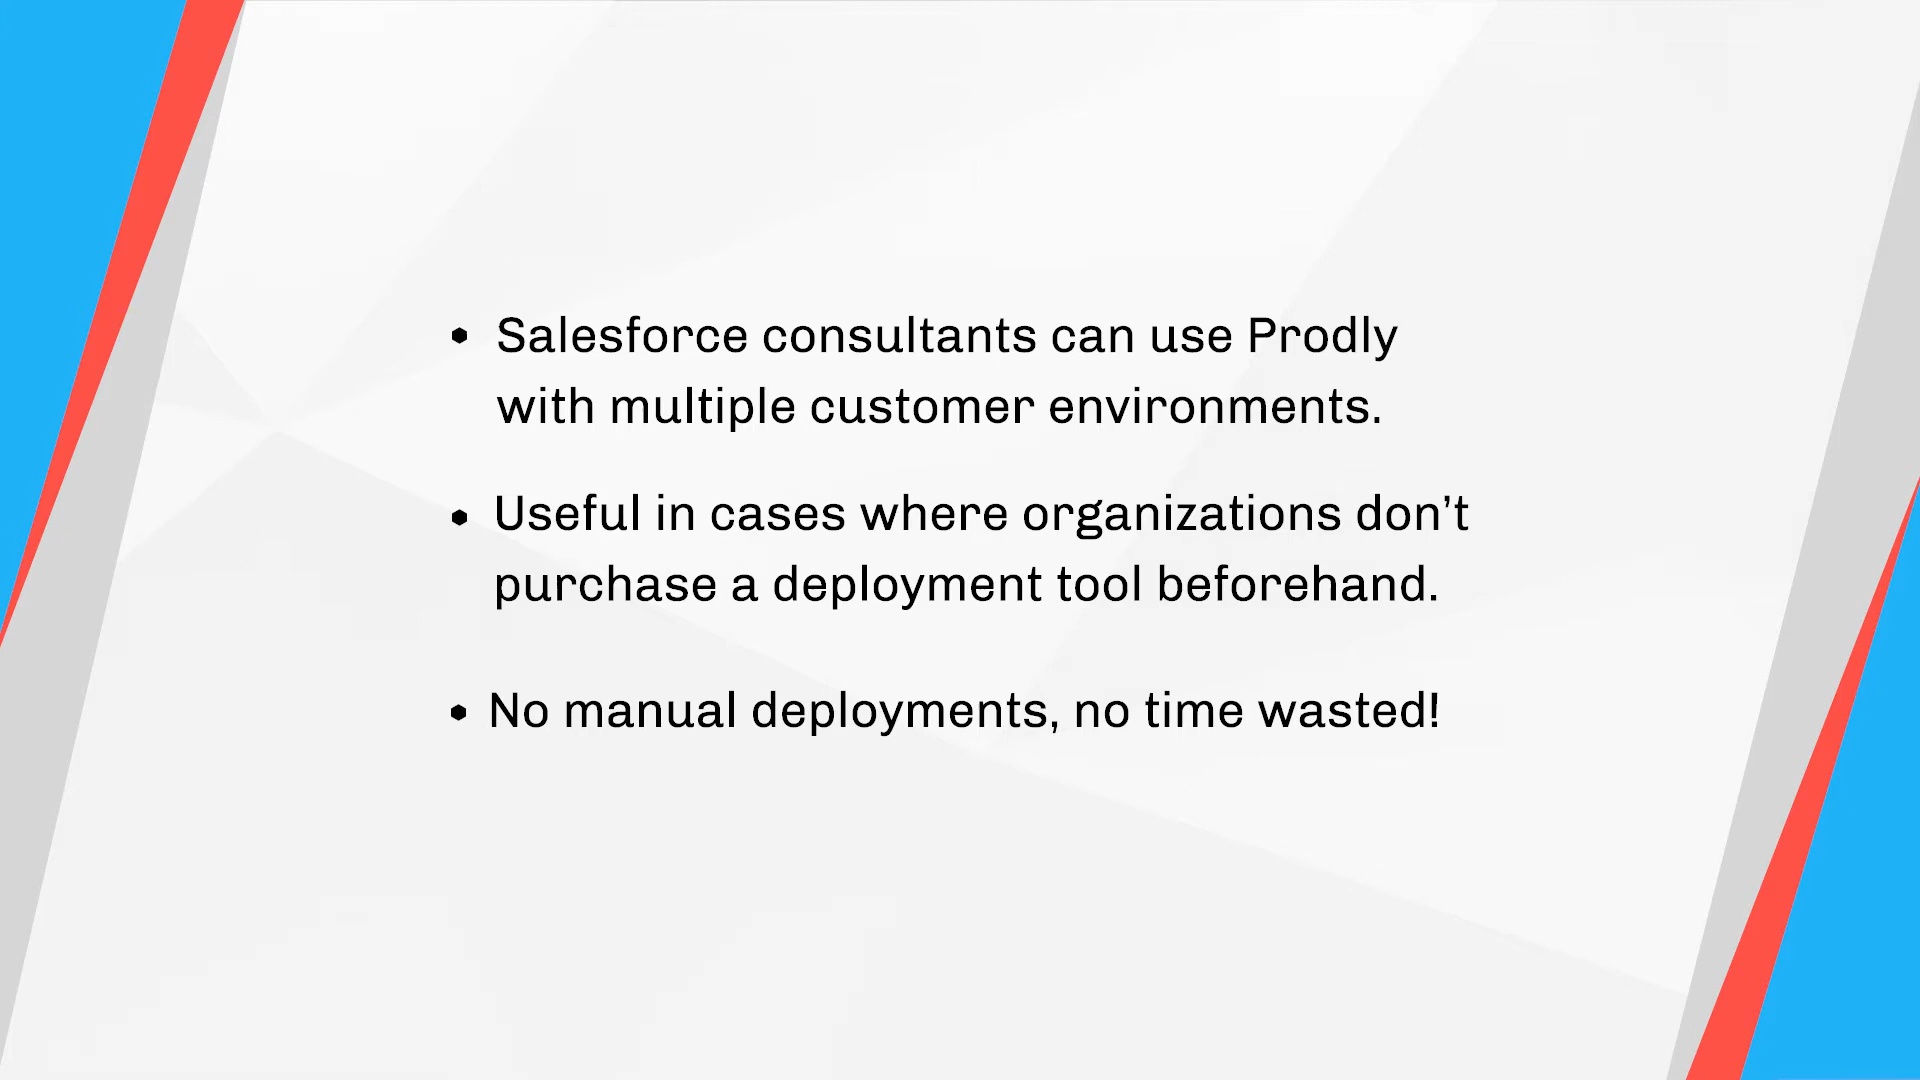 • Salesforce consultants can use Prodly
with multiple customer environments.
• Useful in cases where organizations don’t
purchase a deployment tool beforehand.
• No manual deployments, no time wasted!